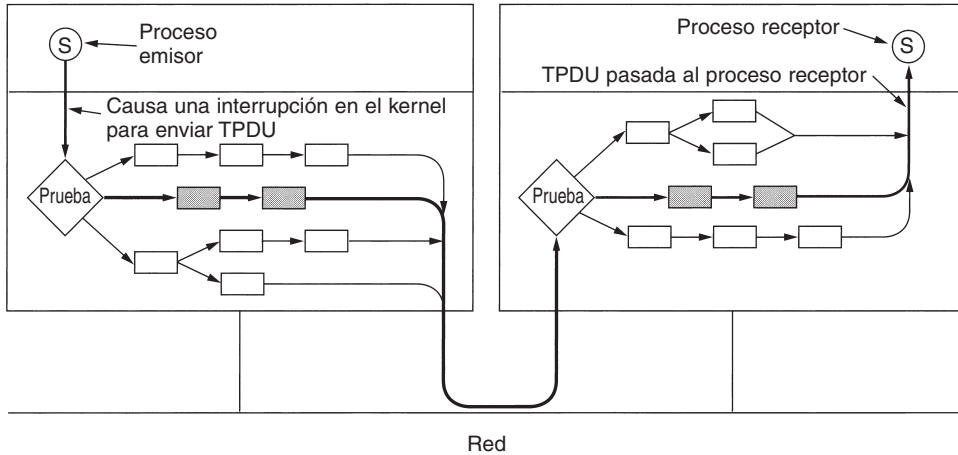 S
Proceso
emisor
Causa una interrupción en el kernel
para enviar TPDU
Prueba
Proceso receptor
S
TPDU pasada al proceso receptor
Prueba
Red